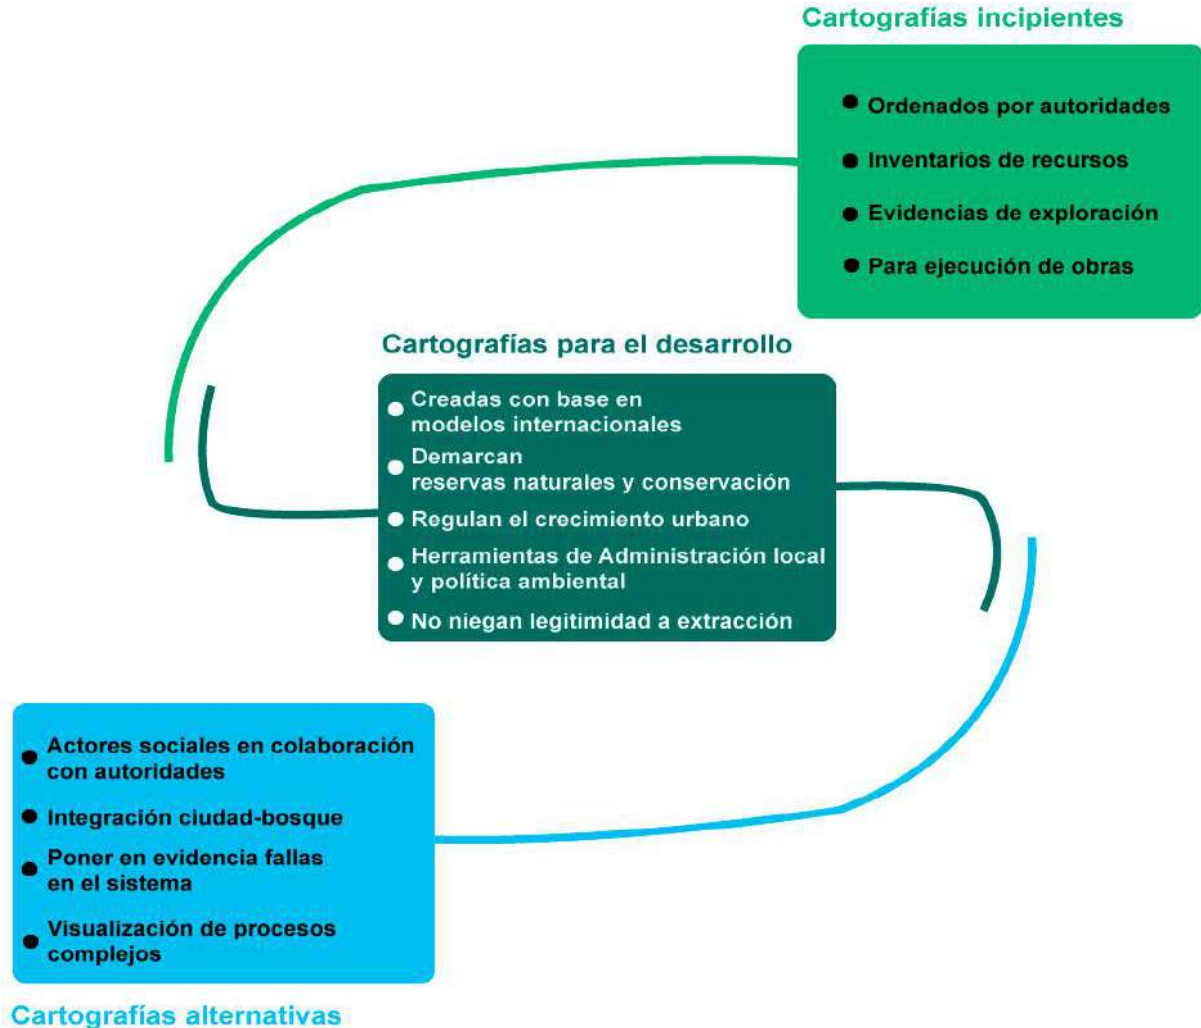 Cartografías incipientes
Ordenados por autoridades
Inventarios de recursos
Evidencias de exploración
Para ejecución de obras
Cartografías para el desarrollo
Creadas con base en
modelos internacionales
Demarcan
reservas naturales y conservación
Regulan el crecimiento urbano
Herramientas de Administración local
y política ambiental
No niegan legitimidad a extracción
Actores sociales en colaboración
con autoridades
Integración ciudad-bosque
Poner en evidencia fallas
en el sistema
Visualización de procesos
complejos
Cartografías alternativas